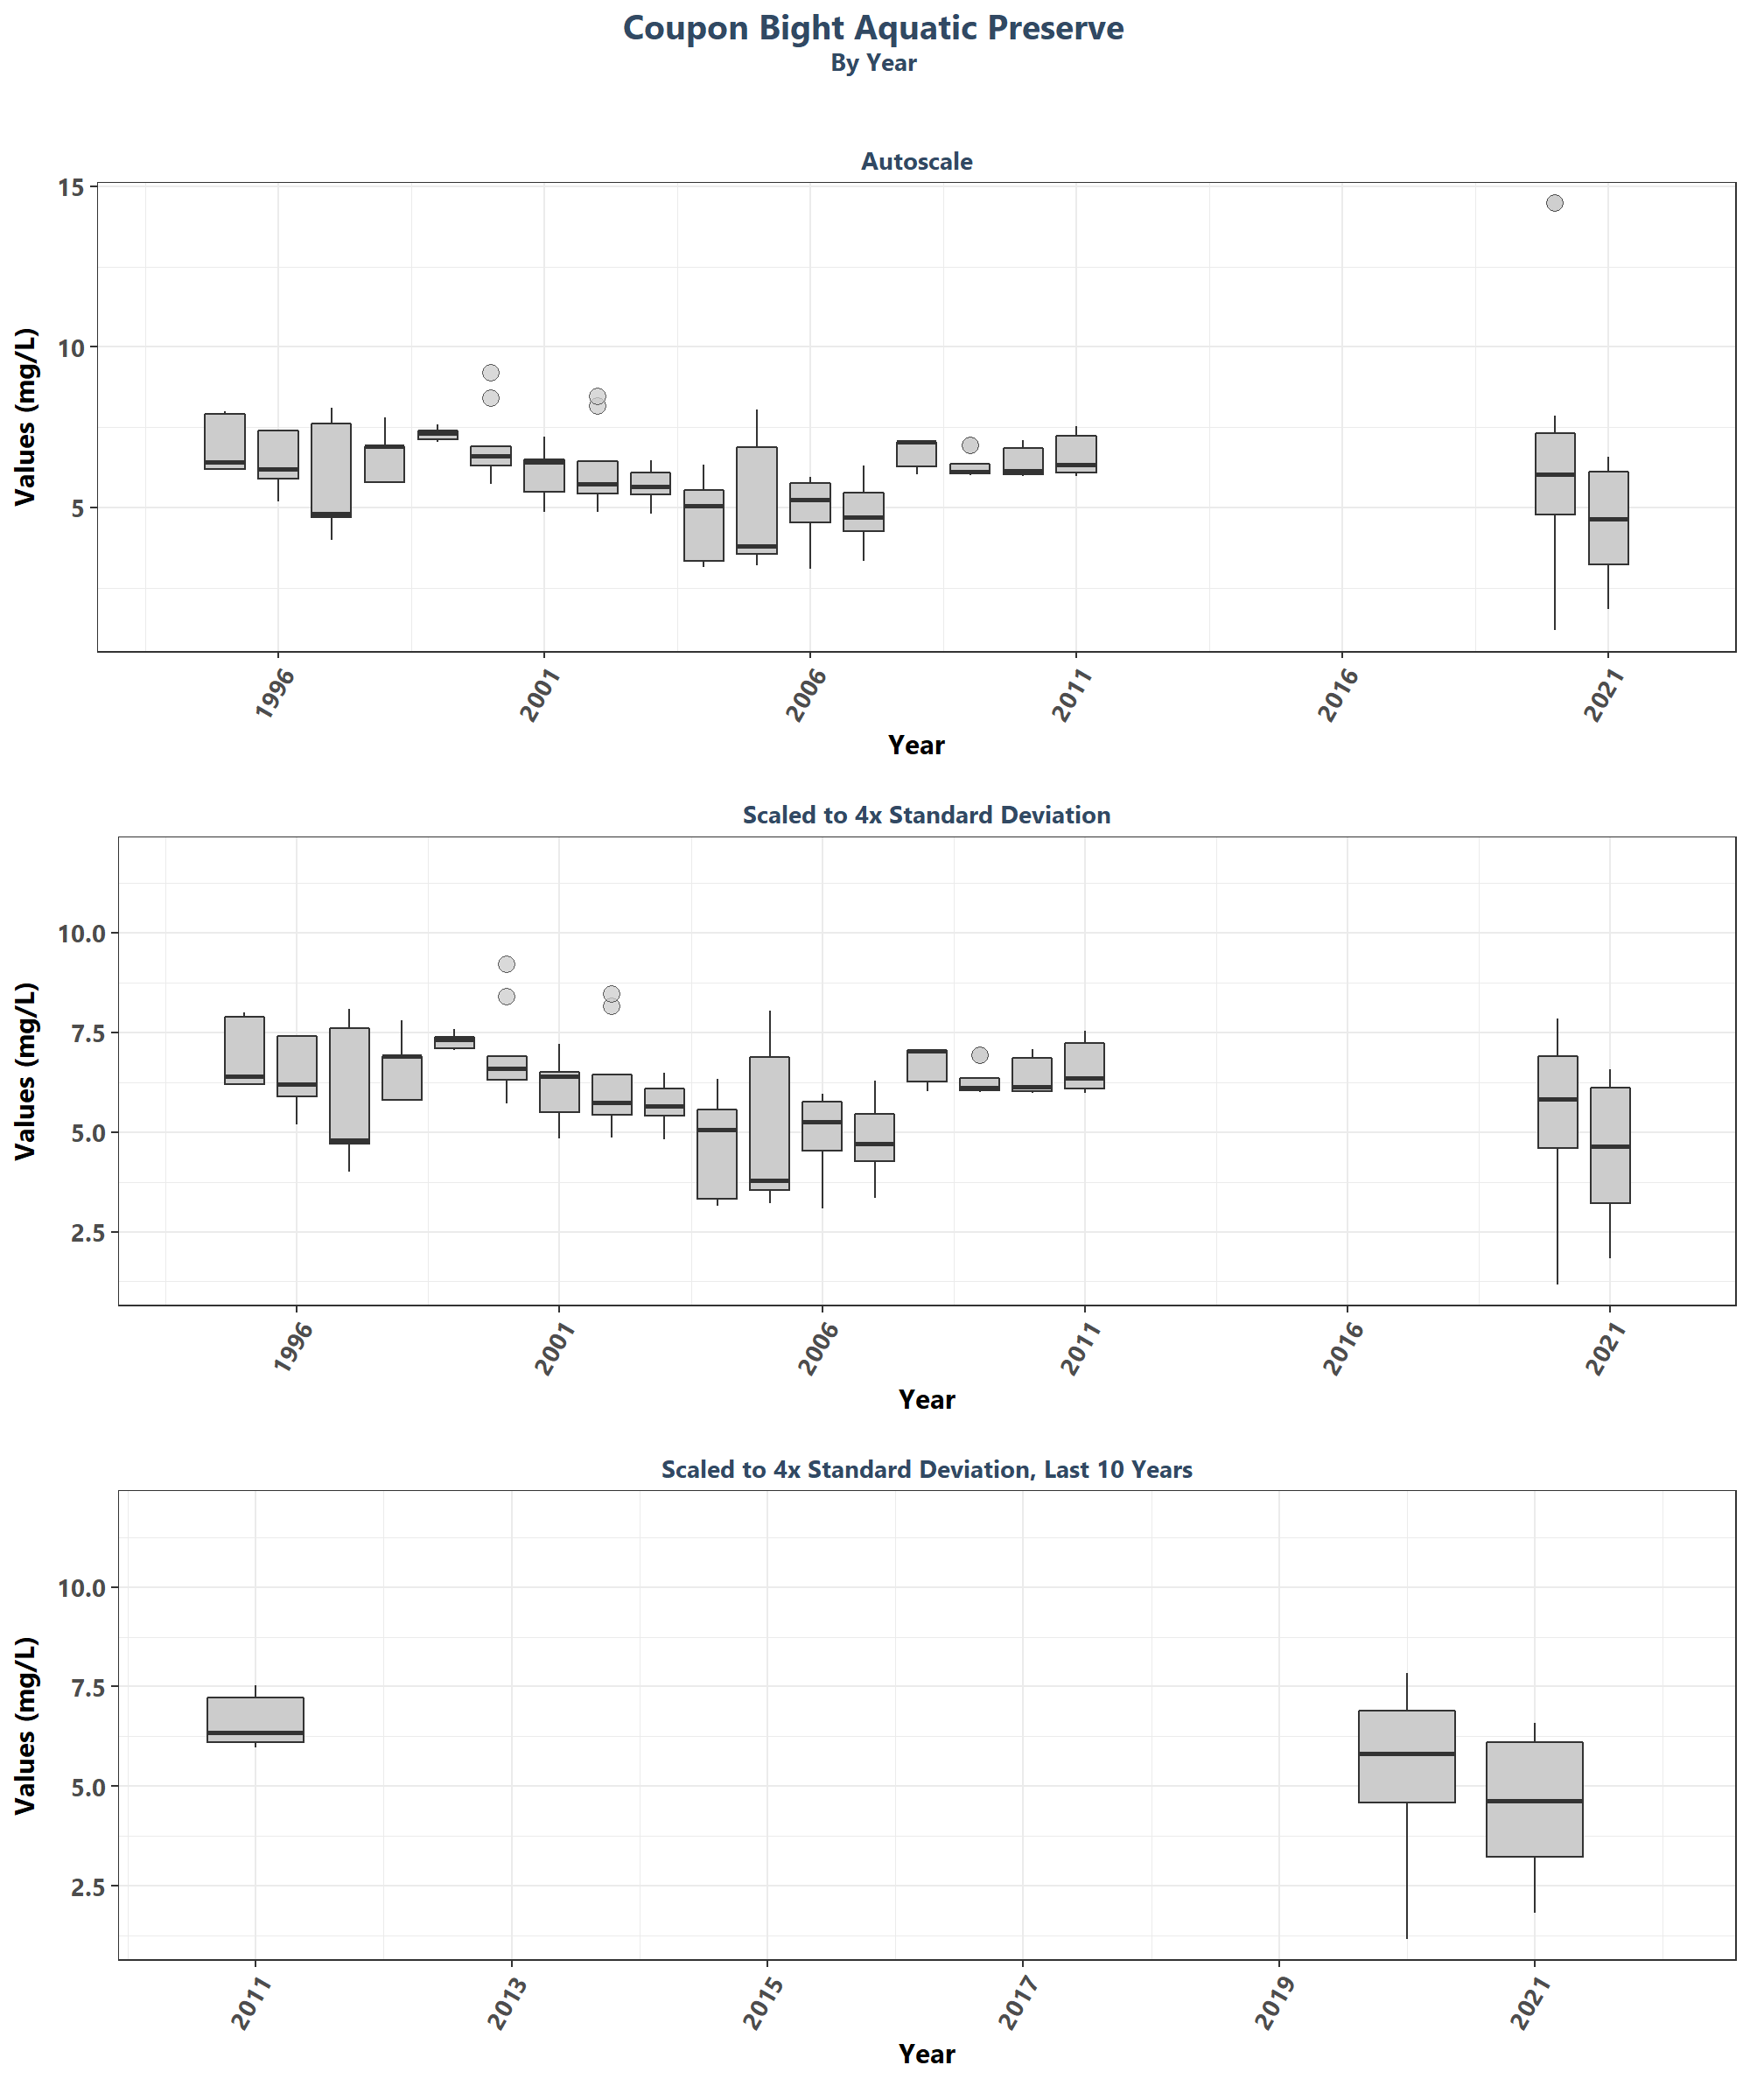 Coupon Bight Aquatic Preserve
By Year
Autoscale
Values (mg/L)
15
10
5
1996
2001
2006
2011
2016
2021
Year
Scaled to 4x Standard Deviation
Values (mg/L)
10.0
7.5
5.0
2.5
1996
2001
2006
2011
2016
2021
Year
Scaled to 4x Standard Deviation, Last 10 Years
Values (mg/L)
10.0
7.5
5.0
2.5
2011
2013
2015
2017
2019
2021
Year